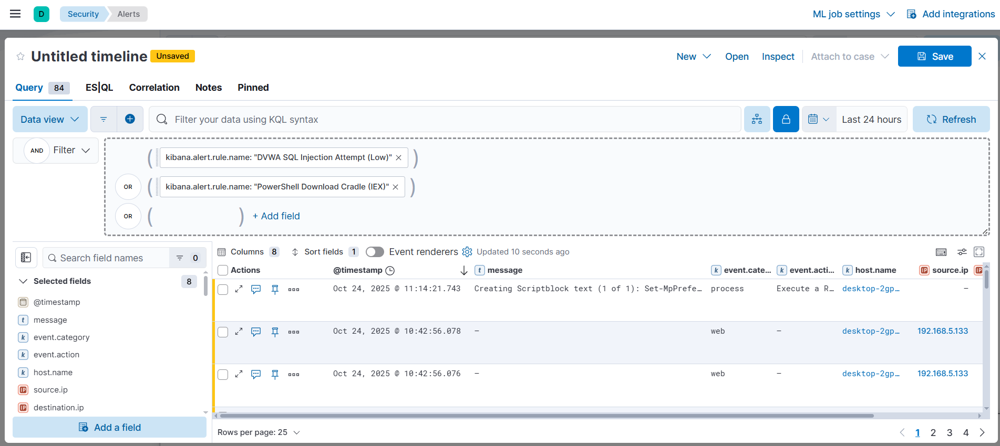 D Security Alerts ML job settings Add integrations
Untitled timeline Unsaved New Open Inspect Attach to case Save
Query 84 ES|QL Correlation Notes Pinned
Data view Filter your data using KQL syntax Last 24 hours Refresh
AND Filter ( kibana.alert.rule.name: "DVWA SQL Injection Attempt (Low)" )
OR ( kibana.alert.rule.name: "PowerShell Download Cradle (IEX)" )
OR ( ) + Add field
Search field names 0
Selected fields 8
@timestamp
t message
k event.category
k event.action
k host.name
IP source.ip
IP destination.ip
Add a field
Columns 8 Sort fields 1 Event renderers Updated 10 seconds ago
Actions @timestamp t message k event.cate... k event.acti... k host.name IP source.ip IP
Oct 24, 2025 @ 11:14:21.743 Creating Scriptblock text (1 of 1): Set-MpPrefe… process Execute a R… desktop-2gp… –
Oct 24, 2025 @ 10:42:56.078 – web – desktop-2gp… 192.168.5.133
Oct 24, 2025 @ 10:42:56.076 – web – desktop-2gp… 192.168.5.133
Rows per page: 25 1 2 3 4